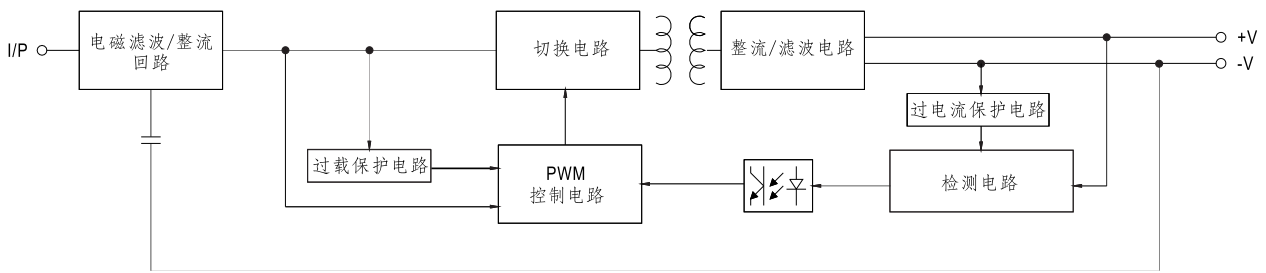 I/P
电磁滤波/整流
回路
切换电路
整流/滤波电路
+V
-V
过电流保护电路
过载保护电路
PWM
控制电路
检测电路